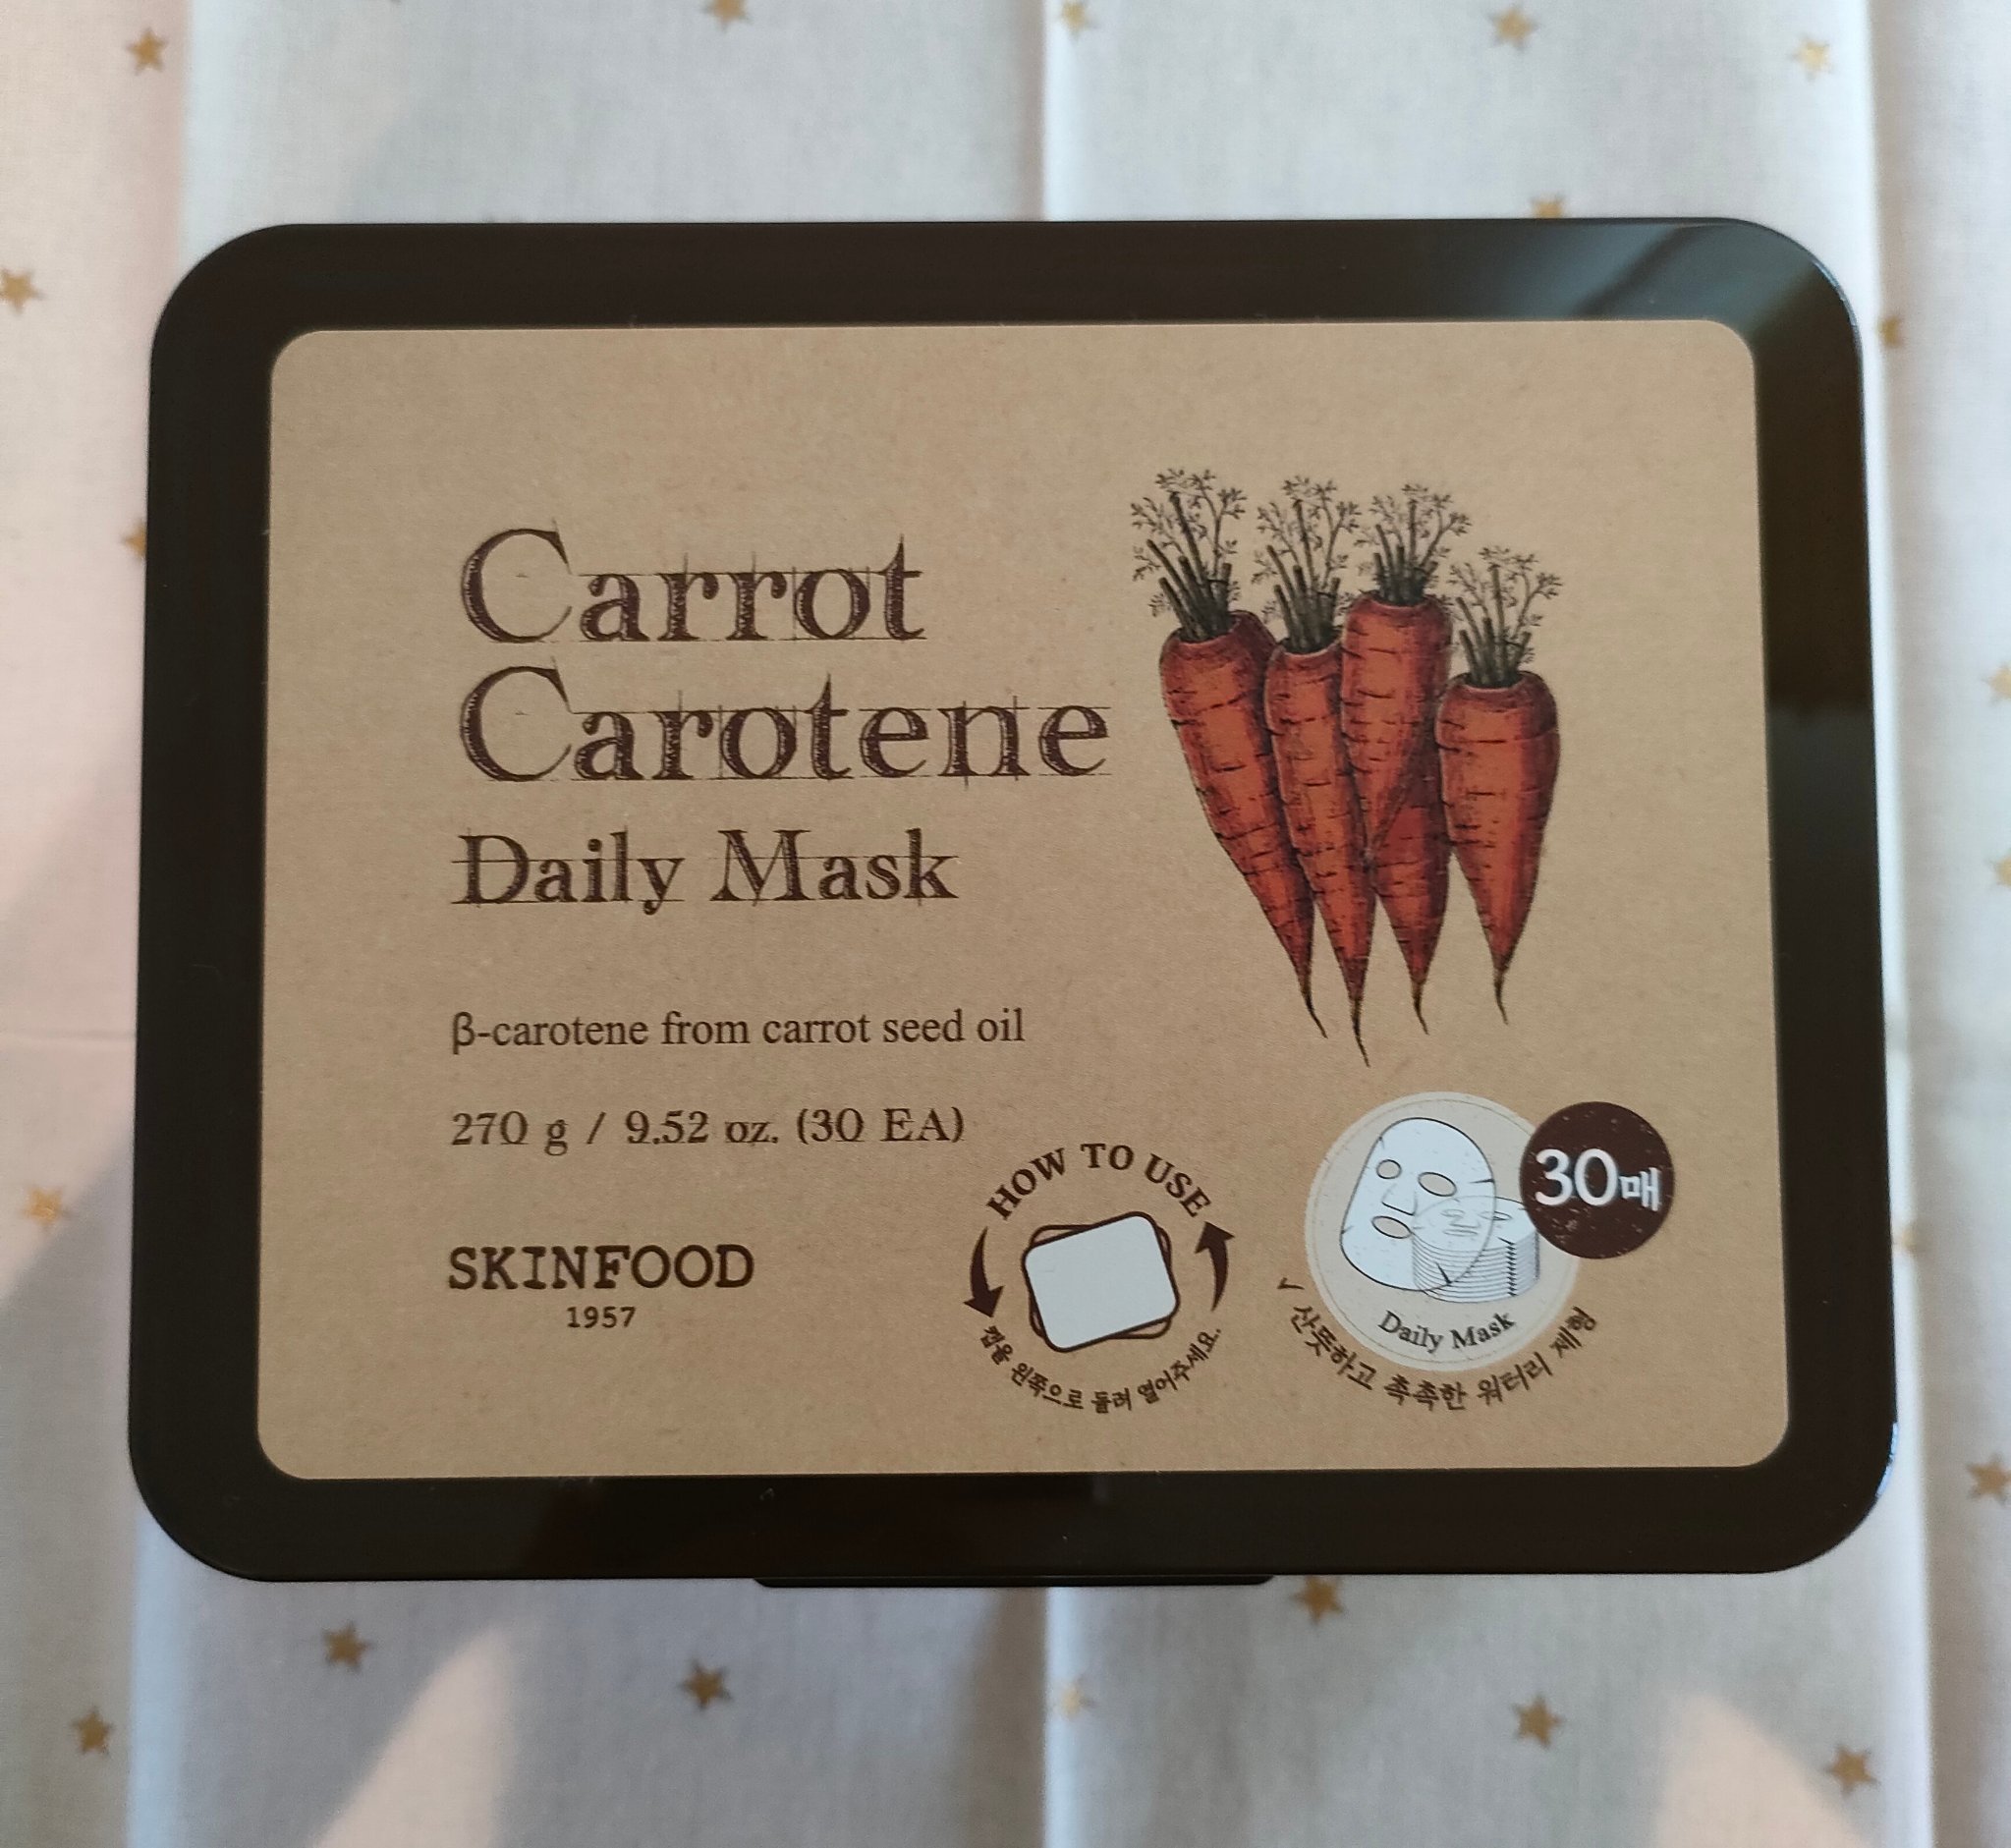 Carrot
Carotene
Daily Mask
β-carotene from carrot seed oil
270 g / 9.52 oz. (30 EA)
SKINFOOD
1957
HOW TO USE
캡을 왼쪽으로 돌려 열어주세요.
30매
Daily Mask
✓ 산뜻하고 촉촉한 워터리 제형